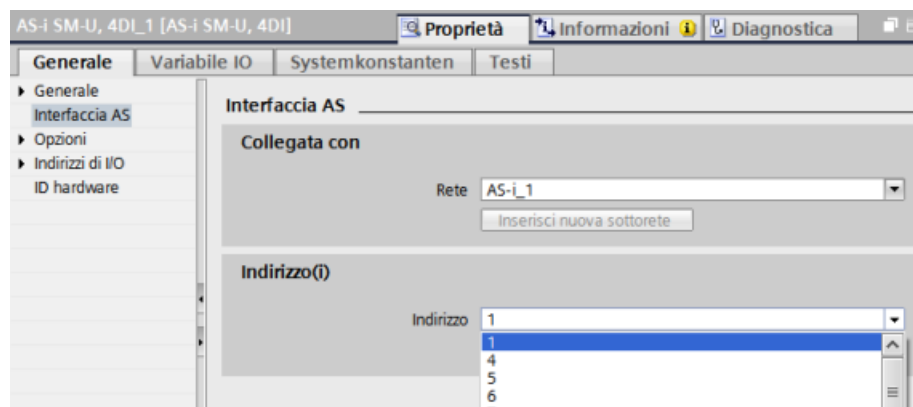 AS-i SM-U, 4DI_1 [AS-i SM-U, 4DI]
Proprietà
Informazioni
Diagnostica
Generale
Variabile IO
Systemkonstanten
Testi
Generale
Interfaccia AS
Opzioni
Indirizzi di I/O
ID hardware
Interfaccia AS
Collegata con
Rete AS-i_1
Inserisci nuova sottorete
Indirizzo(i)
Indirizzo 1
1
4
5
6